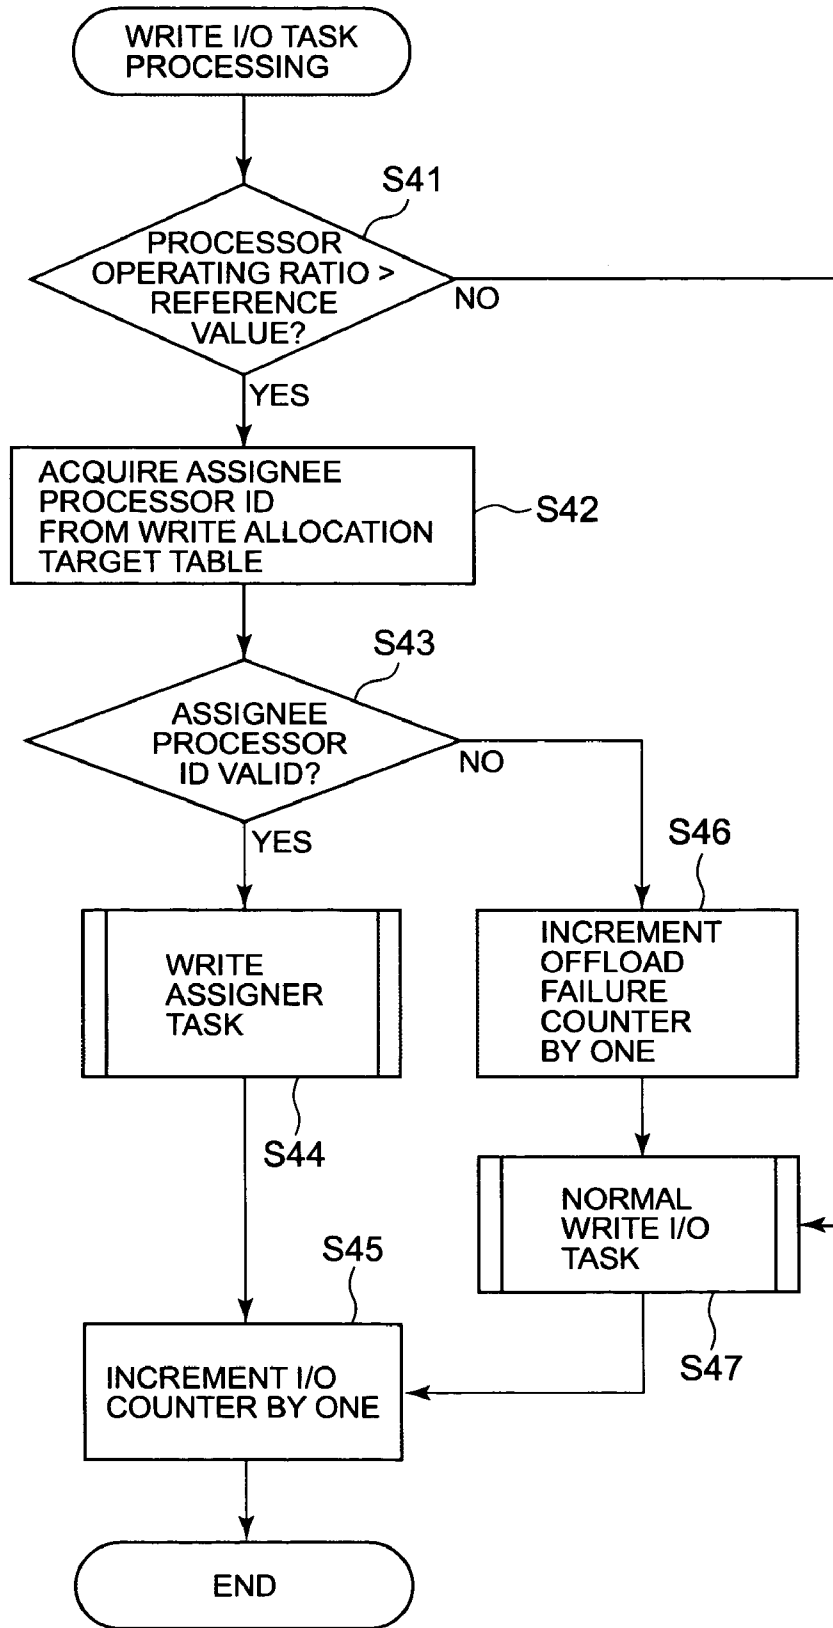 WRITE I/O TASK
PROCESSING
S41
PROCESSOR
OPERATING RATIO >
REFERENCE
VALUE?
NO
YES
ACQUIRE ASSIGNEE
PROCESSOR ID
FROM WRITE ALLOCATION
TARGET TABLE
S42
S43
ASSIGNEE
PROCESSOR
ID VALID?
NO
YES
S46
WRITE
ASSIGNER
TASK
S44
INCREMENT
OFFLOAD
FAILURE
COUNTER
BY ONE
NORMAL
WRITE I/O
TASK
S47
S45
INCREMENT I/O
COUNTER BY ONE
END